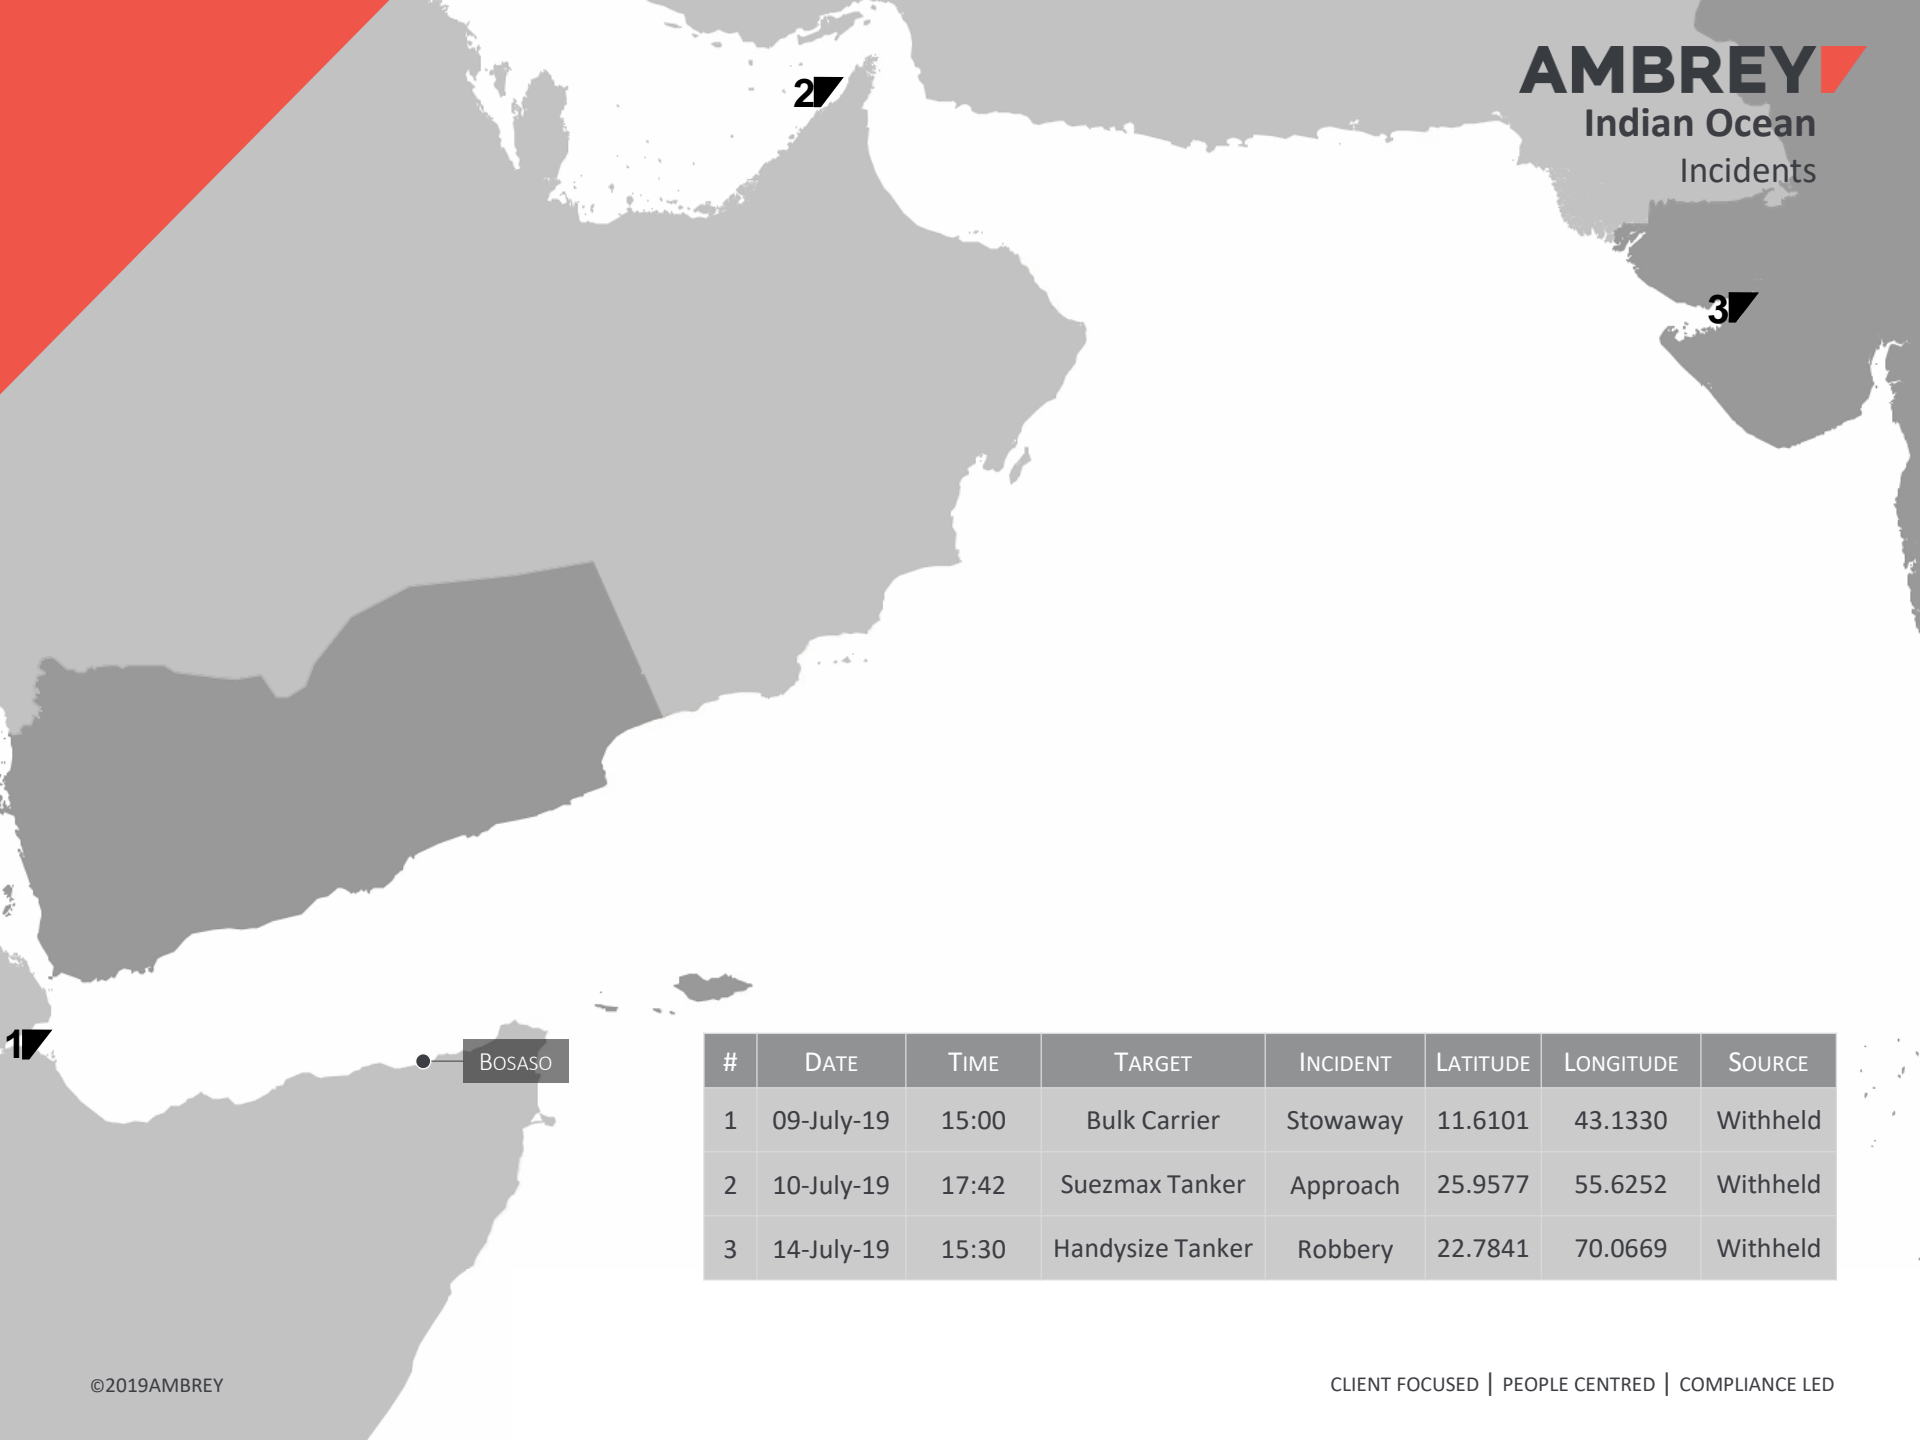 AMBREY
Indian Ocean
Incidents
2
3
1
BOSASO
# DATE TIME TARGET INCIDENT LATITUDE LONGITUDE SOURCE
1 09-July-19 15:00 Bulk Carrier Stowaway 11.6101 43.1330 Withheld
2 10-July-19 17:42 Suezmax Tanker Approach 25.9577 55.6252 Withheld
3 14-July-19 15:30 Handysize Tanker Robbery 22.7841 70.0669 Withheld
©2019AMBREY
CLIENT FOCUSED | PEOPLE CENTRED | COMPLIANCE LED